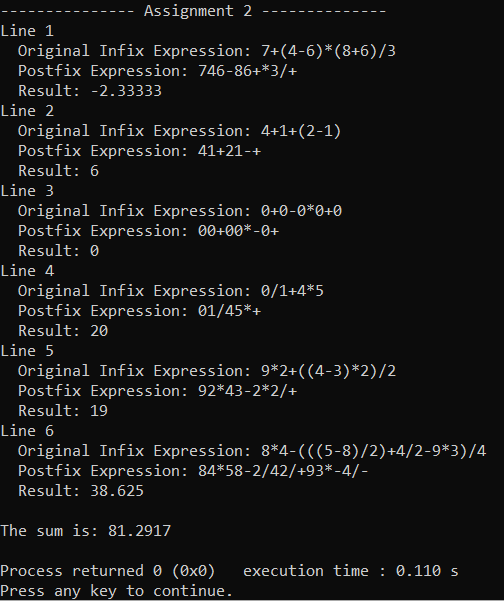 --------------- Assignment 2 --------------
Line 1
  Original Infix Expression: 7+(4-6)*(8+6)/3
  Postfix Expression: 746-86+*3/+
  Result: -2.33333
Line 2
  Original Infix Expression: 4+1+(2-1)
  Postfix Expression: 41+21-+
  Result: 6
Line 3
  Original Infix Expression: 0+0-0*0+0
  Postfix Expression: 00+00*-0+
  Result: 0
Line 4
  Original Infix Expression: 0/1+4*5
  Postfix Expression: 01/45*+
  Result: 20
Line 5
  Original Infix Expression: 9*2+((4-3)*2)/2
  Postfix Expression: 92*43-2*2/+
  Result: 19
Line 6
  Original Infix Expression: 8*4-(((5-8)/2)+4/2-9*3)/4
  Postfix Expression: 84*58-2/42/+93*-4/-
  Result: 38.625

The sum is: 81.2917

Process returned 0 (0x0)   execution time : 0.110 s
Press any key to continue.